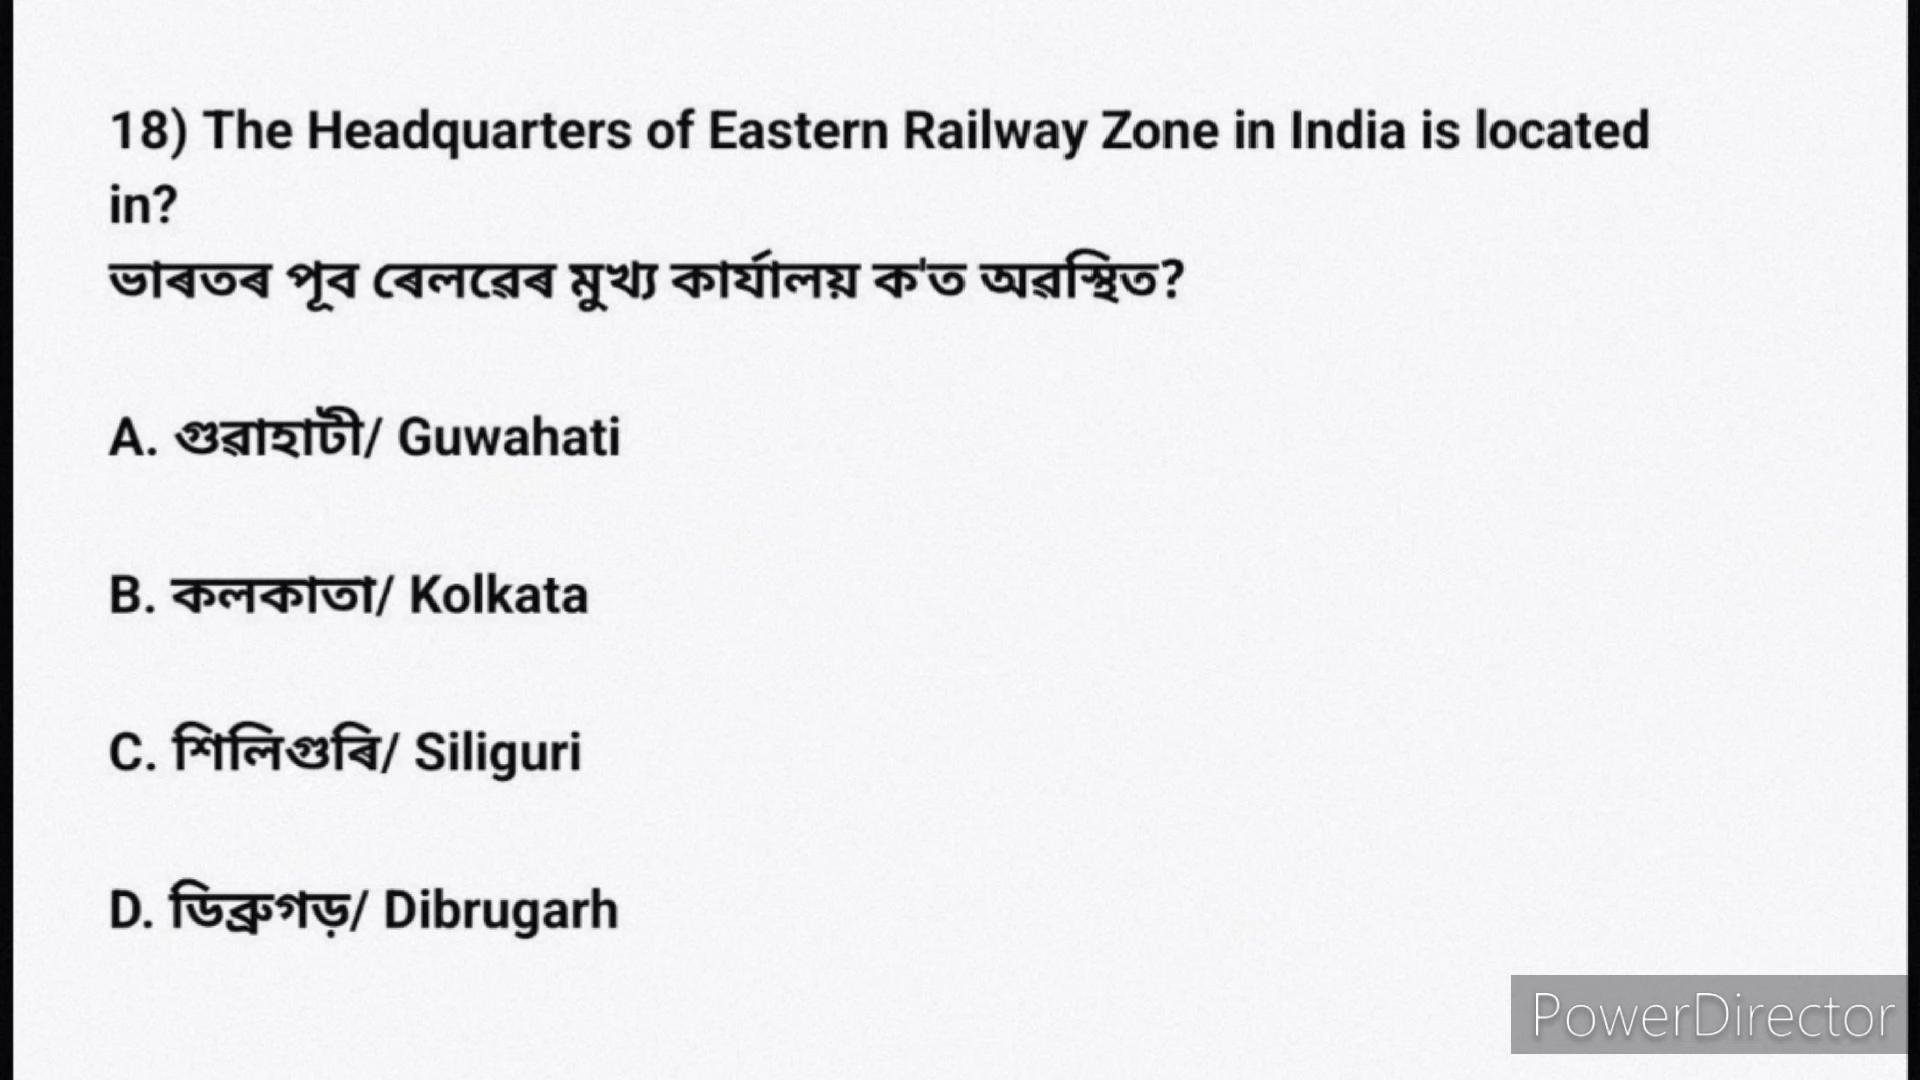 18) The Headquarters of Eastern Railway Zone in India is located
in?
ভাৰতৰ পূব ৰেলৱেৰ মুখ্য কাৰ্যালয় ক'ত অৱস্থিত?
A. গুৱাহাটী/ Guwahati
B. কলকাতা/ Kolkata
C. শিলিগুৰি/ Siliguri
D. ডিব্ৰুগড়/ Dibrugarh
PowerDirector